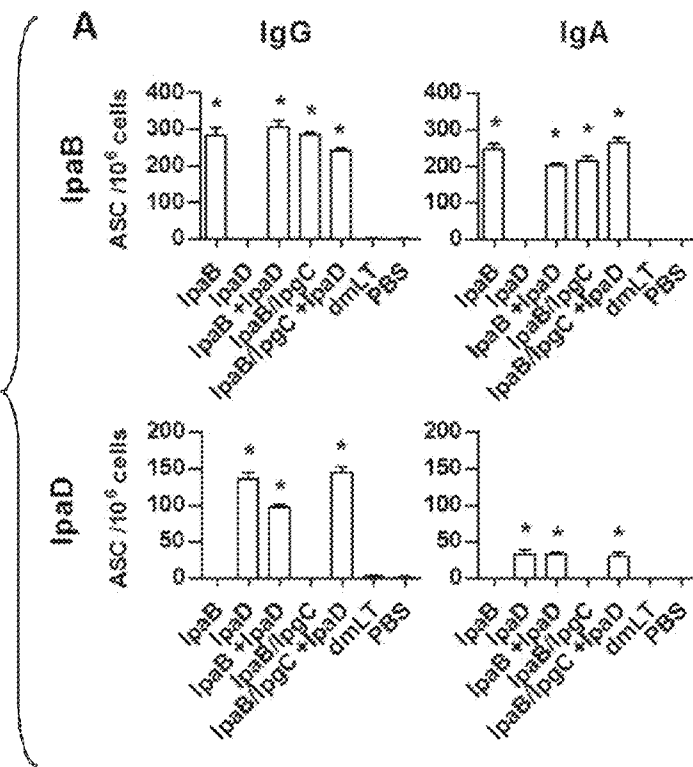 A
IgG
IgA
IpaB
ASC /10⁶ cells
400
300
200
100
0
IpaB
IpaD
IpaB +IpaD
IpaB/IpgC
IpaB/IpgC +IpaD
dmLT
PBS
* * * *
400
300
200
100
0
IpaB
IpaD
IpaB +IpaD
IpaB/IpgC
IpaB/IpgC +IpaD
dmLT
PBS
* * * *
IpaD
ASC /10⁶ cells
200
150
100
50
0
IpaB
IpaD
IpaB +IpaD
IpaB/IpgC
IpaB/IpgC +IpaD
dmLT
PBS
* * *
200
150
100
50
0
IpaB
IpaD
IpaB +IpaD
IpaB/IpgC
IpaB/IpgC +IpaD
dmLT
PBS
* * *